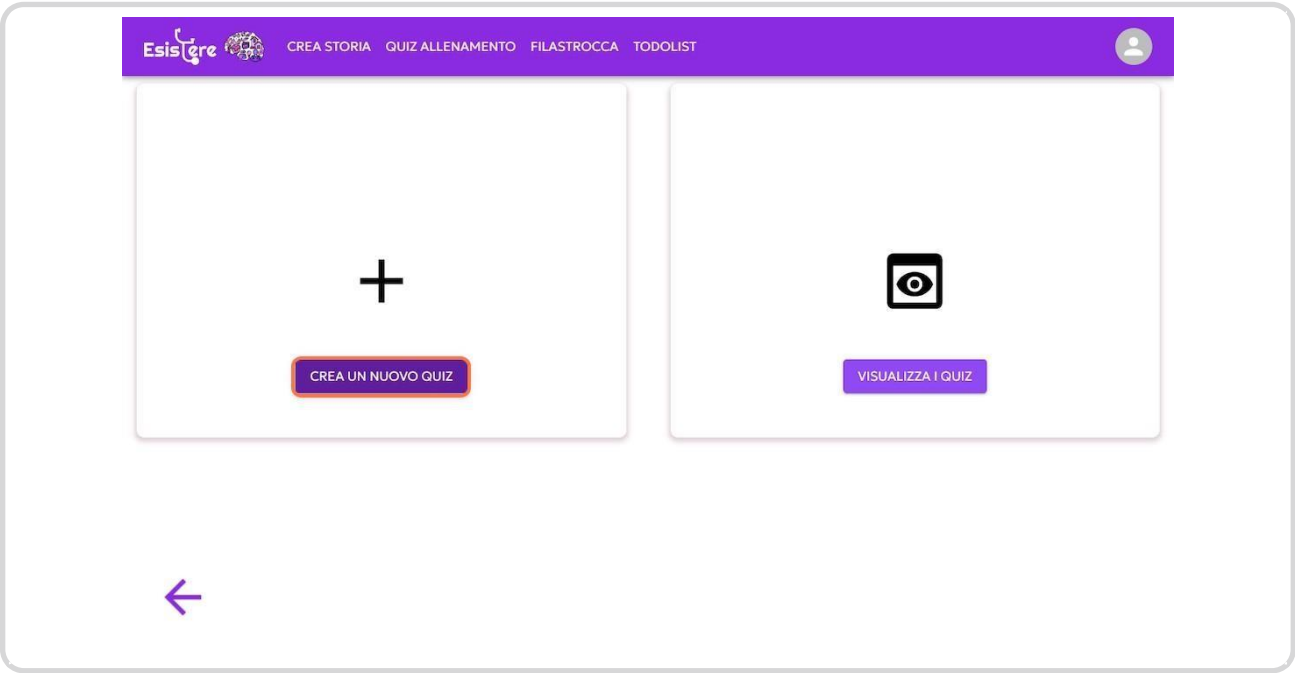 Esistere
CREA STORIA QUIZ ALLENAMENTO FILASTROCCA TODOLIST
CREA UN NUOVO QUIZ
VISUALIZZA I QUIZ